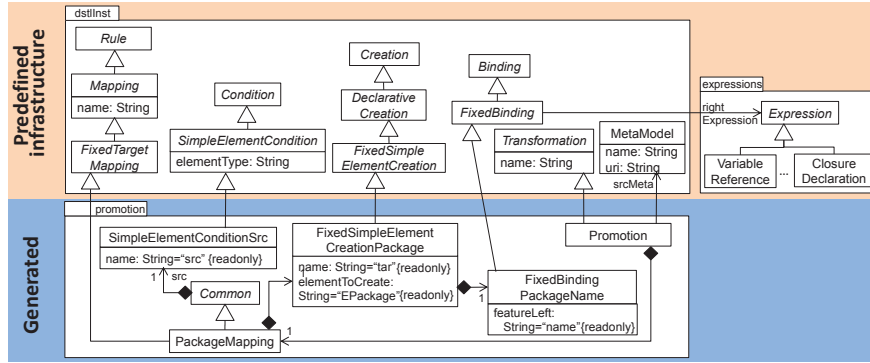 Predefined
infrastructure
dstlInst
Rule
Mapping
name: String
FixedTarget
Mapping
Condition
SimpleElementCondition
elementType: String
Creation
Declarative
Creation
FixedSimple
ElementCreation
Binding
FixedBinding
Transformation
name: String
MetaModel
name: String
uri: String
srcMeta
right
Expression
expressions
Expression
Variable
Reference
...
Closure
Declaration
Generated
promotion
SimpleElementConditionSrc
name: String="src" {readonly}
1
src
Common
PackageMapping
1
FixedSimpleElement
CreationPackage
name: String="tar"{readonly}
elementToCreate:
String="EPackage"{readonly}
1
1
FixedBinding
PackageName
featureLeft:
String="name"{readonly}
Promotion